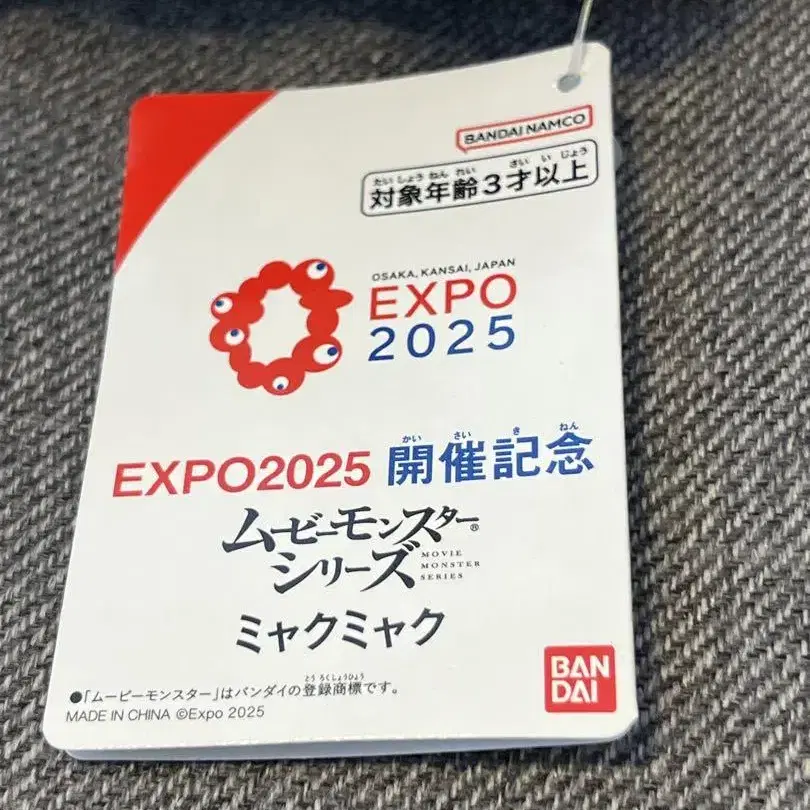 BANDAI NAMCO
たいしょうねんれい さいいじょう
対象年齢3才以上
OSAKA, KANSAI, JAPAN
EXPO
2025
かいさい きねん
EXPO2025 開催記念
ムービーモンスター®
シリーズ
MOVIE
MONSTER
SERIES
ミャクミャク
とうろくしょうひょう
●「ムービーモンスター」はバンダイの登録商標です。
MADE IN CHINA ©Expo 2025
BAN
DAI